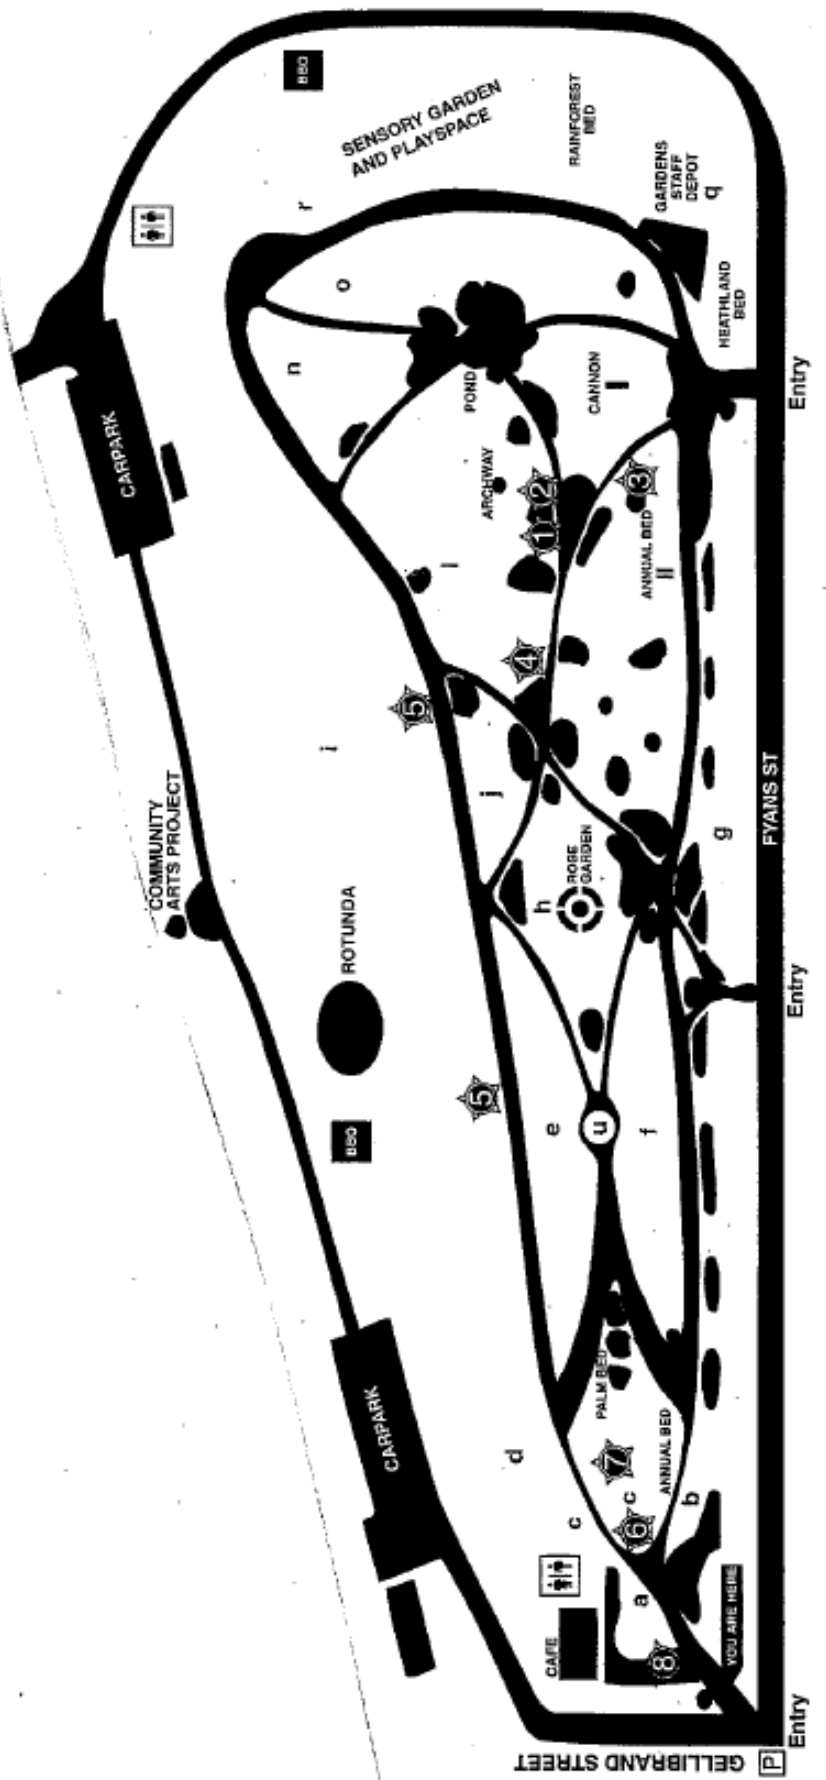 BBQ
SENSORY GARDEN
AND PLAYSPACE
RAINFOREST
BED
GARDENS
STAFF
DEPOT
q
r
HEATHLAND
BED
o
n
POND
CANNON
Entry
CARPARK
ARCHWAY
2
1
3
ANNUAL BED
l
4
5
i
j
COMMUNITY
ARTS PROJECT
ROSE
GARDEN
h
g
FYANS ST
ROTUNDA
Entry
5
BBQ
e
u
f
CARPARK
PALM BED
ANNUAL BED
d
7
c
c
6
b
a
CAFE
8
YOU ARE HERE
Entry
P
GELLIBRAND STREET